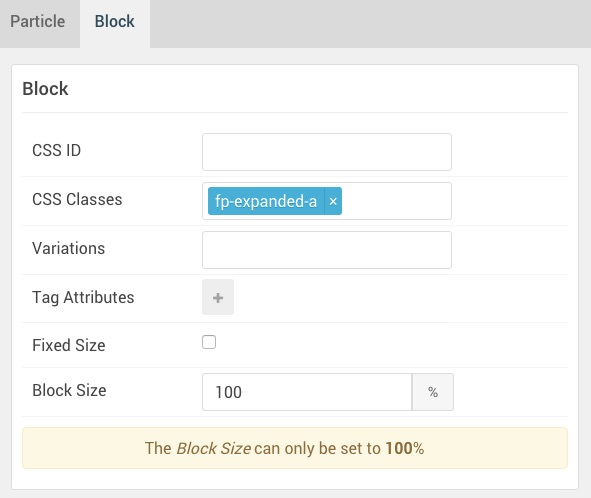 Particle Block
Block
CSS ID
CSS Classes fp-expanded-a ×
Variations
Tag Attributes +
Fixed Size
Block Size 100 %
The Block Size can only be set to 100%